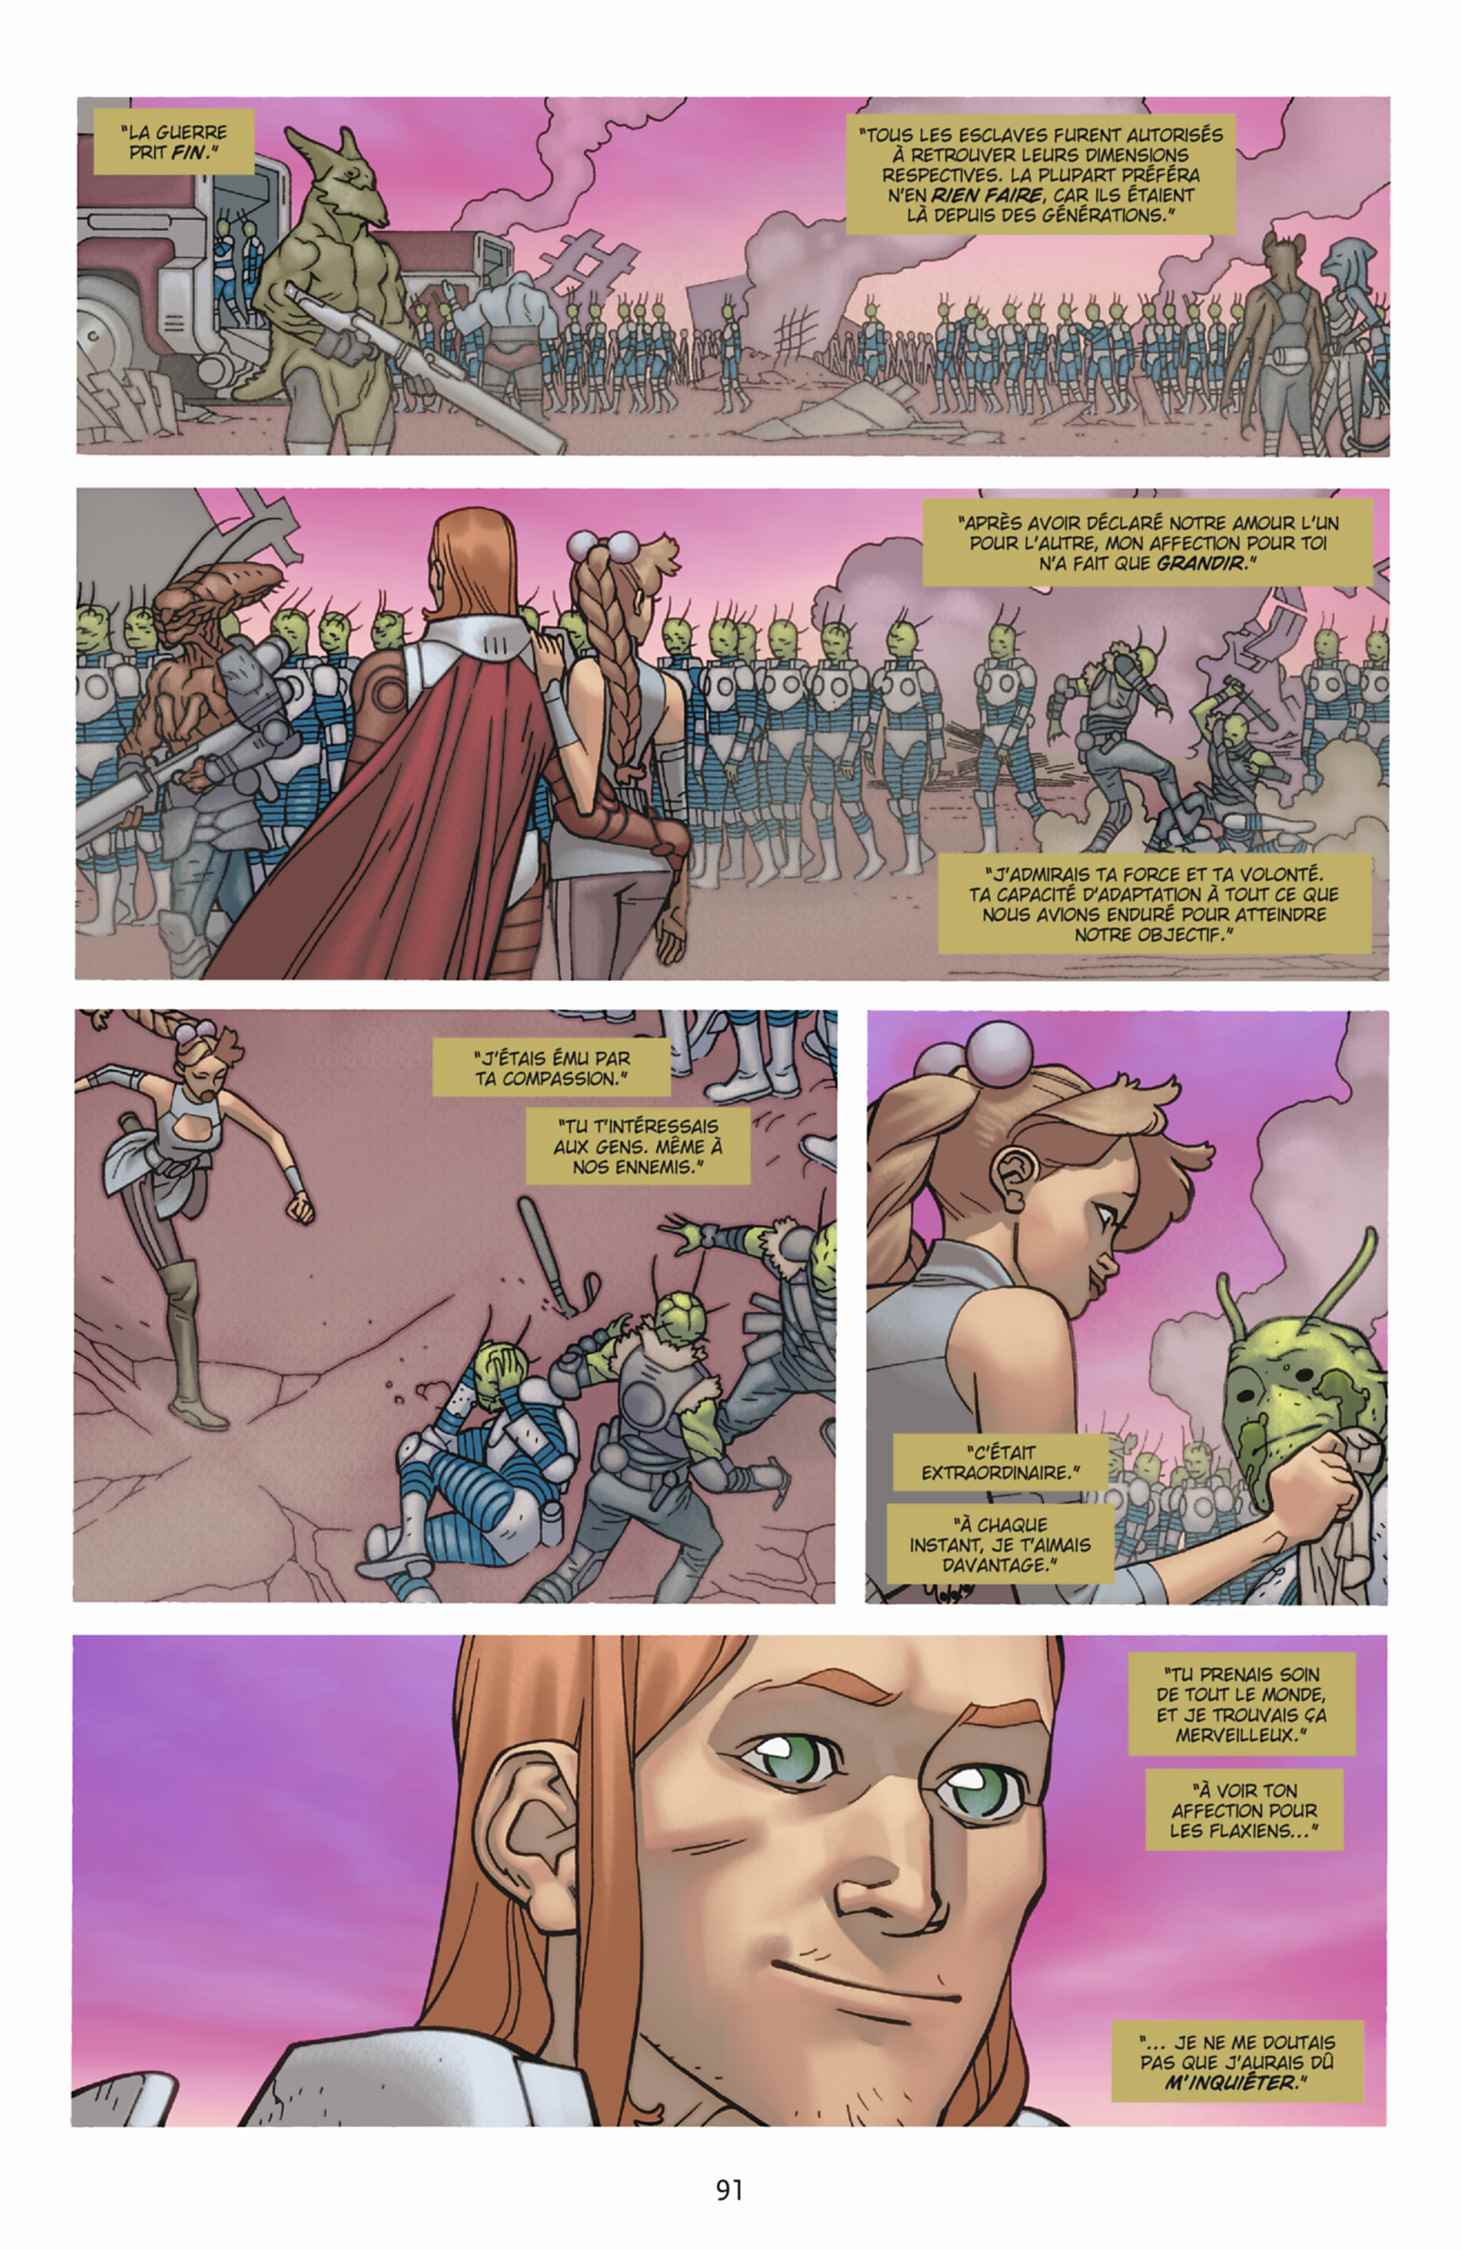 "LA GUERRE
PRIT FIN."
"TOUS LES ESCLAVES FURENT AUTORISÉS
À RETROUVER LEURS DIMENSIONS
RESPECTIVES. LA PLUPART PRÉFÉRA
N'EN RIEN FAIRE, CAR ILS ÉTAIENT
LÀ DEPUIS DES GÉNÉRATIONS."
"APRÈS AVOIR DÉCLARÉ NOTRE AMOUR L'UN
POUR L'AUTRE, MON AFFECTION POUR TOI
N'A FAIT QUE GRANDIR."
"J'ADMIRAIS TA FORCE ET TA VOLONTÉ.
TA CAPACITÉ D'ADAPTATION À TOUT CE QUE
NOUS AVIONS ENDURÉ POUR ATTEINDRE
NOTRE OBJECTIF."
"J'ÉTAIS ÉMU PAR
TA COMPASSION."
"TU T'INTÉRESSAIS
AUX GENS. MÊME À
NOS ENNEMIS."
"C'ÉTAIT
EXTRAORDINAIRE."
"À CHAQUE
INSTANT, JE T'AIMAIS
DAVANTAGE."
"TU PRENAIS SOIN
DE TOUT LE MONDE,
ET JE TROUVAIS ÇA
MERVEILLEUX."
"À VOIR TON
AFFECTION POUR
LES FLAXIENS..."
"... JE NE ME DOUTAIS
PAS QUE J'AURAIS DÛ
M'INQUIÉTER."
91